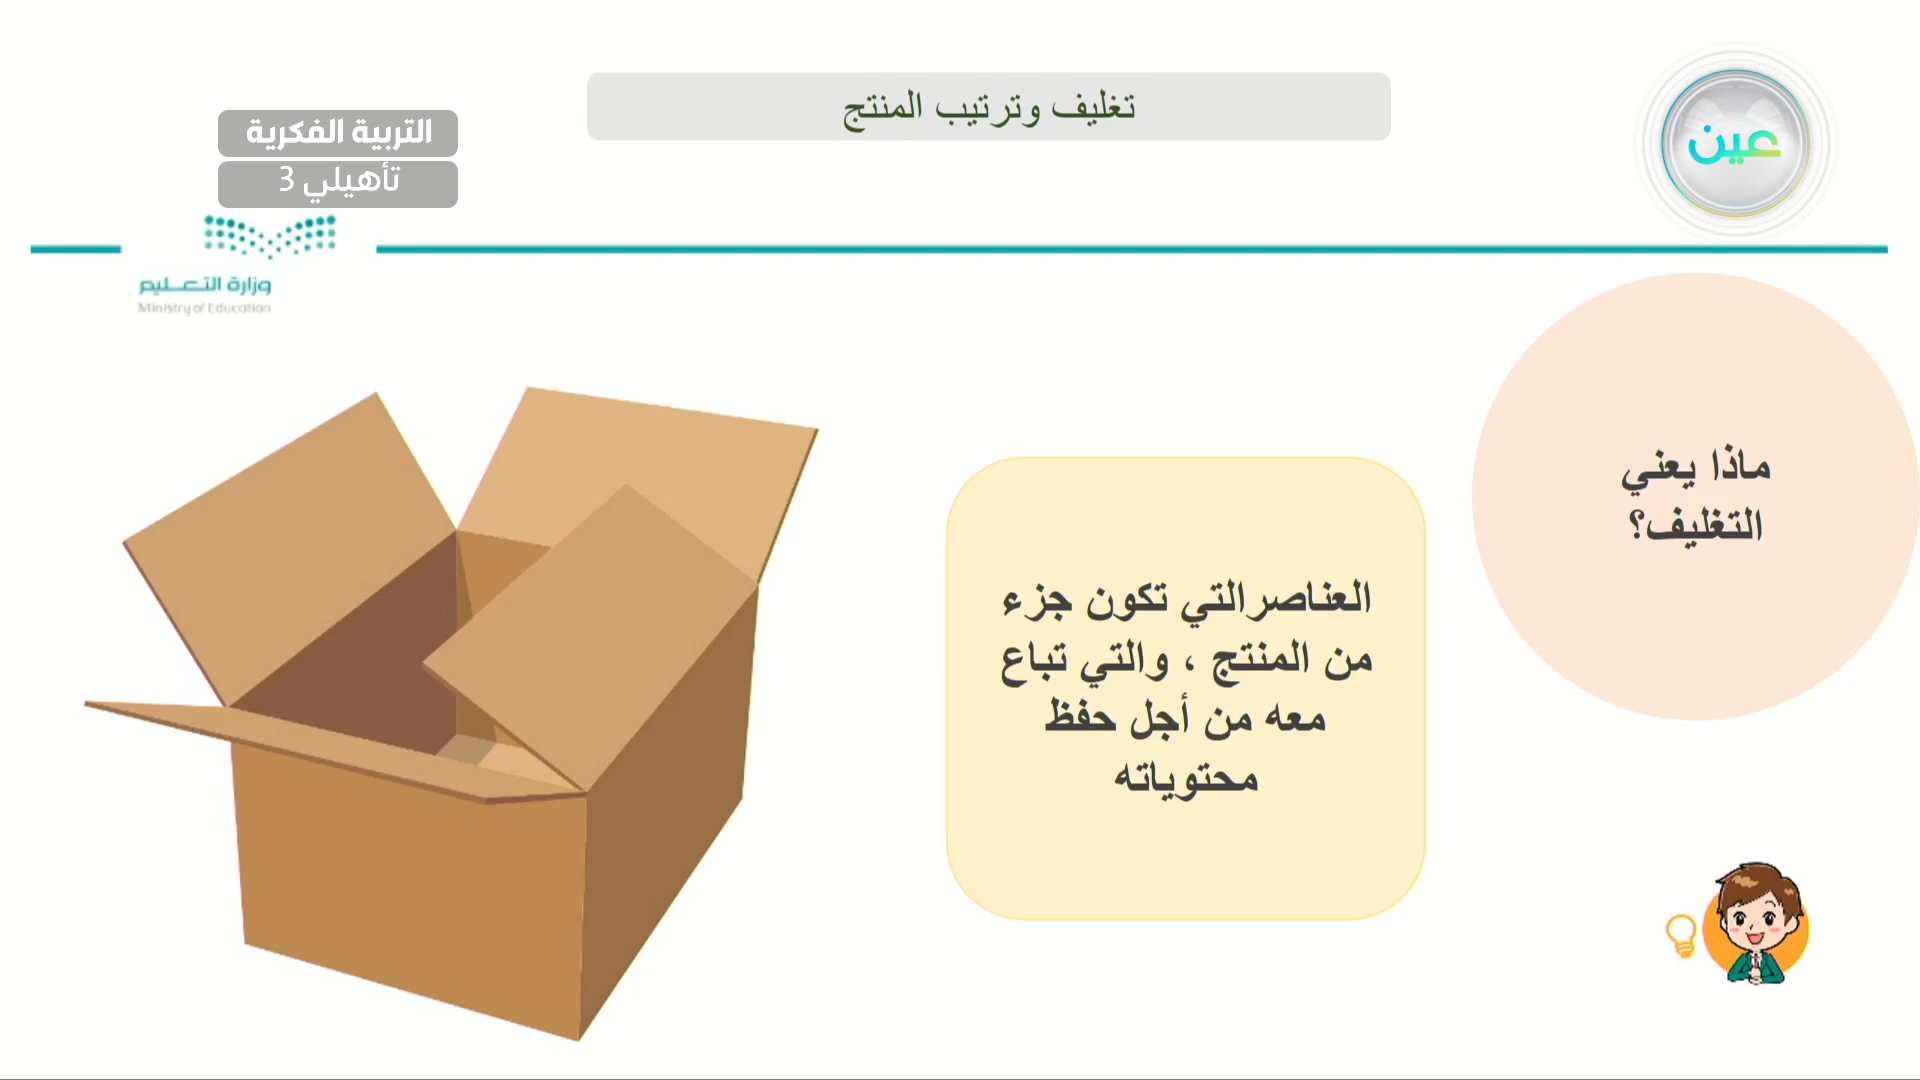 تغليف وترتيب المنتج
عين
التربية الفكرية
تأهيلي 3
وزارة التعليم
Ministry of Education
ماذا يعني
التغليف؟
العناصرالتي تكون جزء
من المنتج ، والتي تباع
معه من أجل حفظ
محتوياته